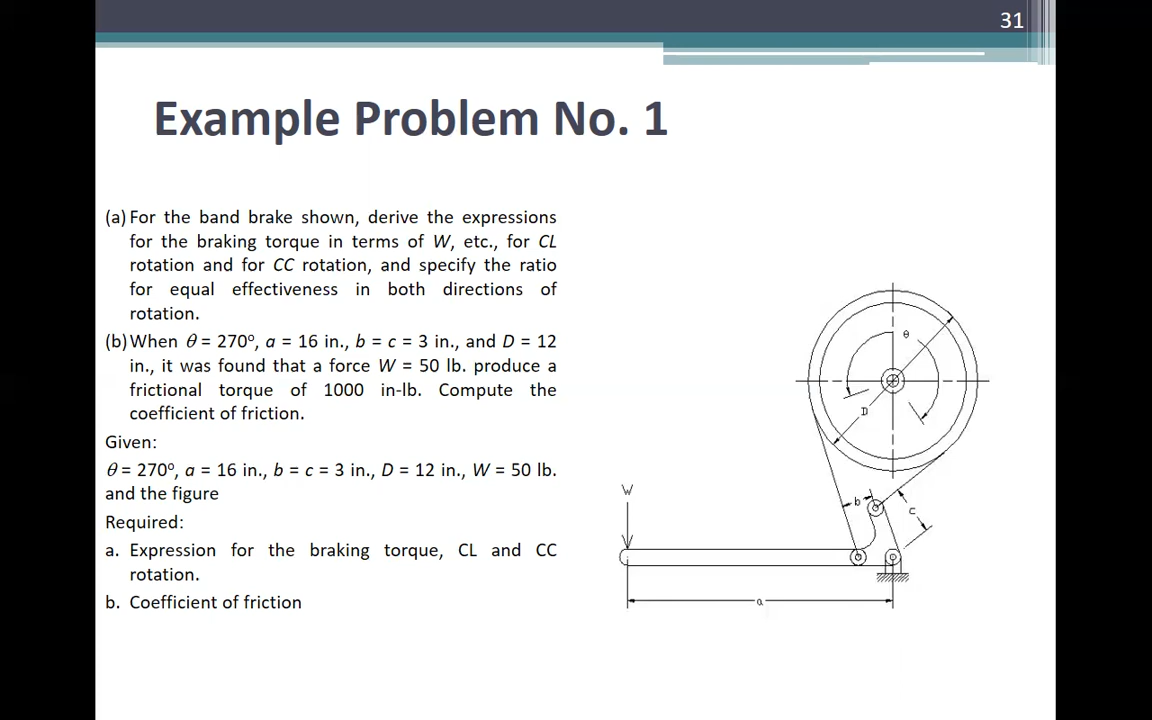 31
Example Problem No. 1
(a) For the band brake shown, derive the expressions
for the braking torque in terms of W, etc., for CL
rotation and for CC rotation, and specify the ratio
for equal effectiveness in both directions of
rotation.
(b) When θ = 270º, a = 16 in., b = c = 3 in., and D = 12
in., it was found that a force W = 50 lb. produce a
frictional torque of 1000 in-lb. Compute the
coefficient of friction.
Given:
θ = 270º, a = 16 in., b = c = 3 in., D = 12 in., W = 50 lb.
and the figure
Required:
a. Expression for the braking torque, CL and CC
rotation.
b. Coefficient of friction
θ
D
W
b
c
a